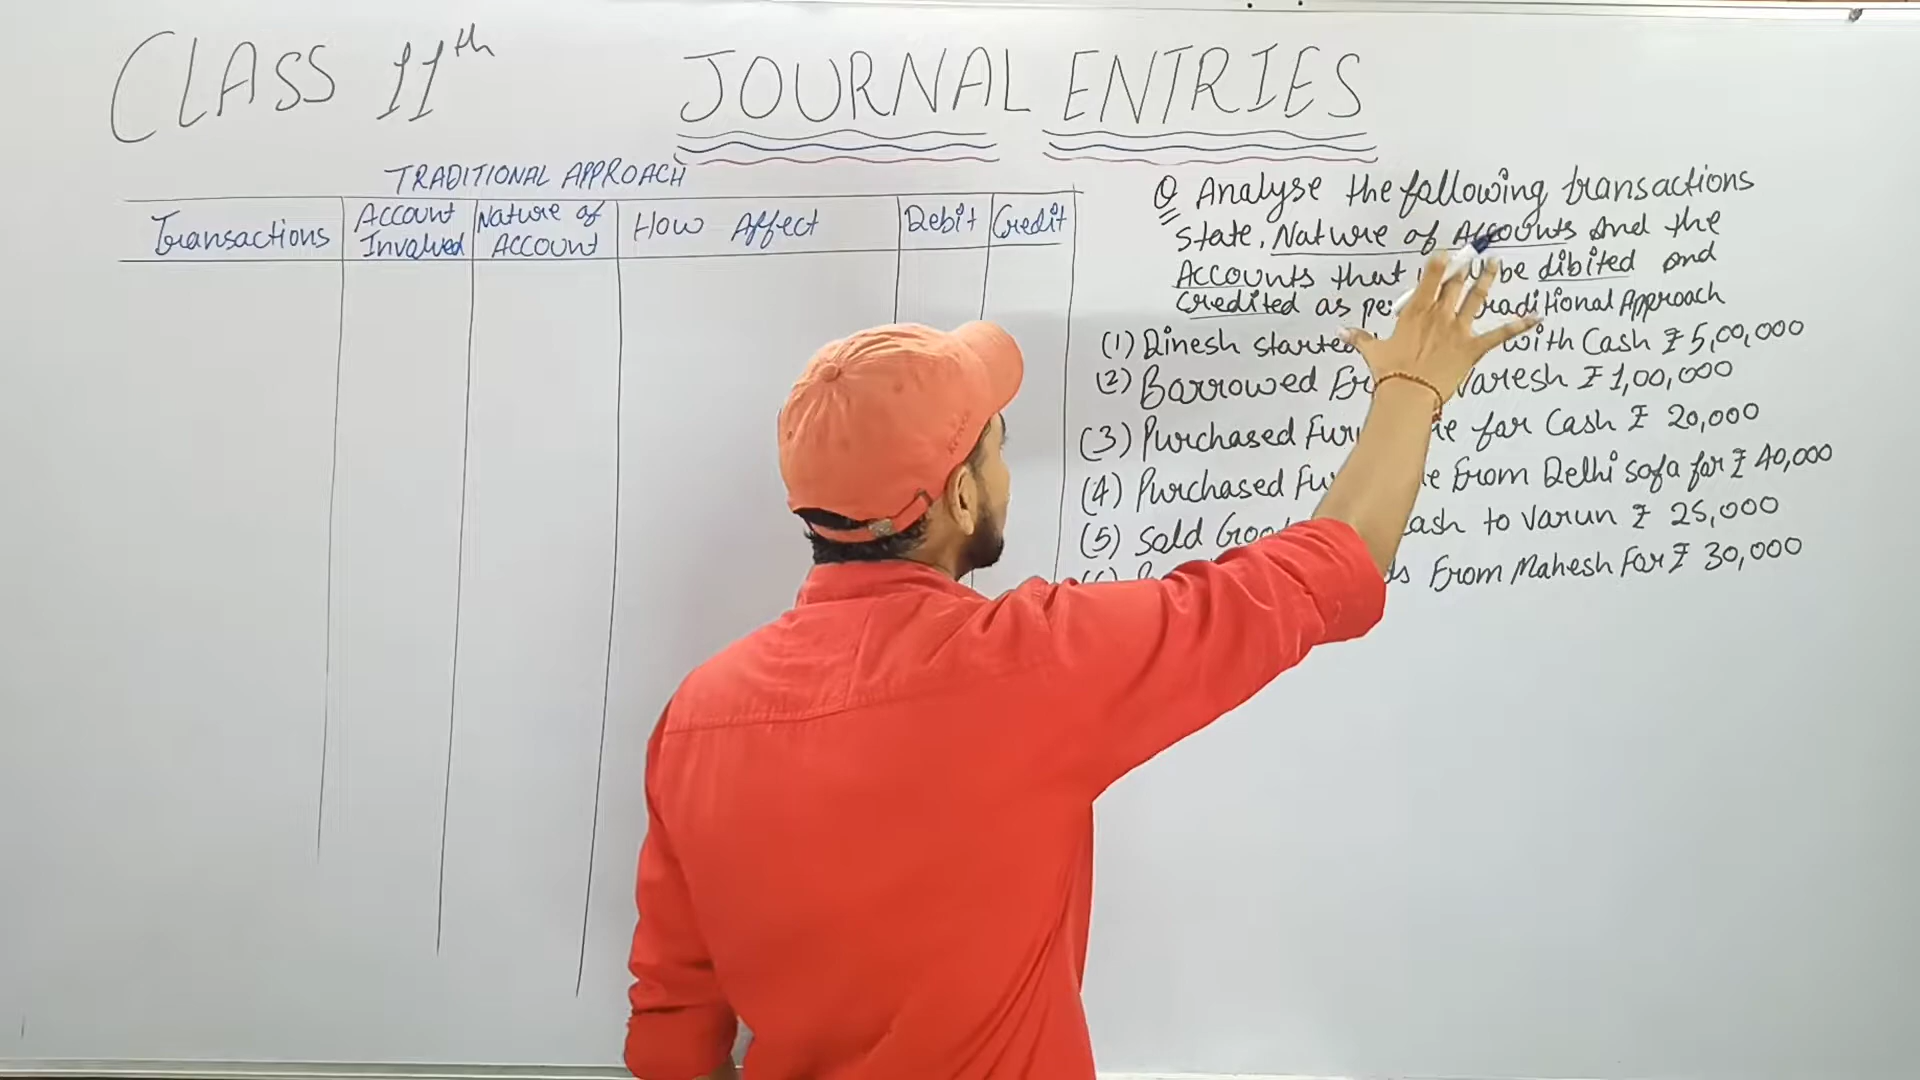 CLASS 11th
JOURNAL ENTRIES
TRADITIONAL APPROACH
Transactions
Account Involved
Nature of Account
How Affect
Debit
Credit
Q Analyse the following transactions
State, Nature of Accounts And the
Accounts that be dibited and
Credited as Traditional Approach
(1) Dinesh started with Cash ₹ 5,00,000
(2) Barrowed ₹ 1,00,000
(3) Purchased for Cash ₹ 20,000
(4) Purchased From Delhi Sofa for ₹ 40,000
(5) Sold to Varun ₹ 25,000
From Mahesh For ₹ 30,000